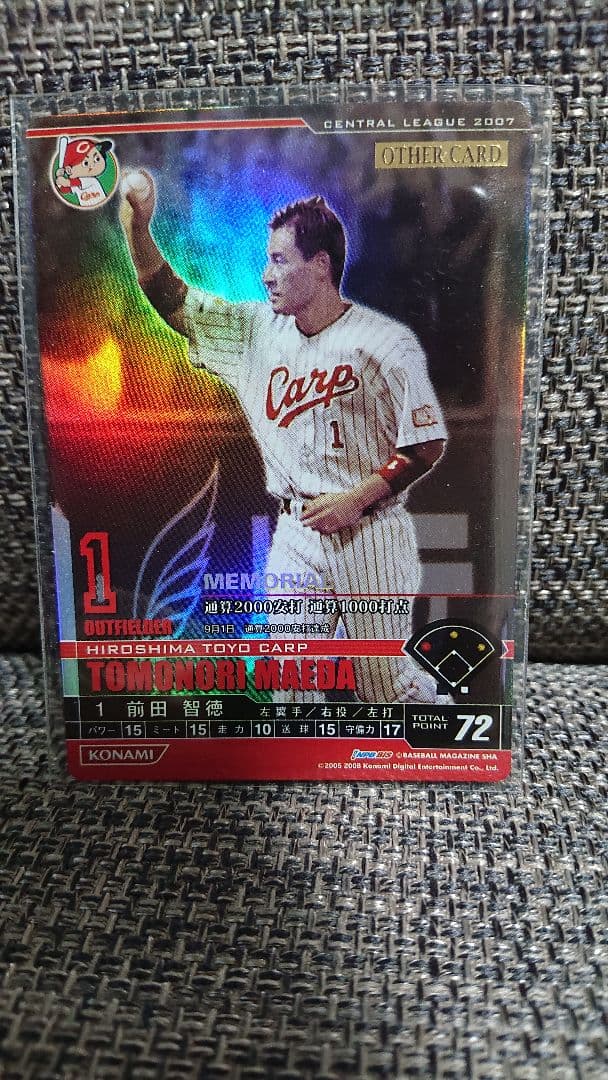 CENTRAL LEAGUE 2007
OTHER CARD
Carp
1
1
OUTFIELDER
MEMORIAL
通算2000安打 通算1000打点
9月1日 通算2000安打達成
HIROSHIMA TOYO CARP
TOMONORI MAEDA
1 前田 智徳 左翼手／右投／左打
パワー 15 ミート 15 走力 10 送球 15 守備力 17
TOTAL POINT 72
KONAMI
NPB BIS ©BASEBALL MAGAZINE SHA
©2005 2008 Konami Digital Entertainment Co., Ltd.